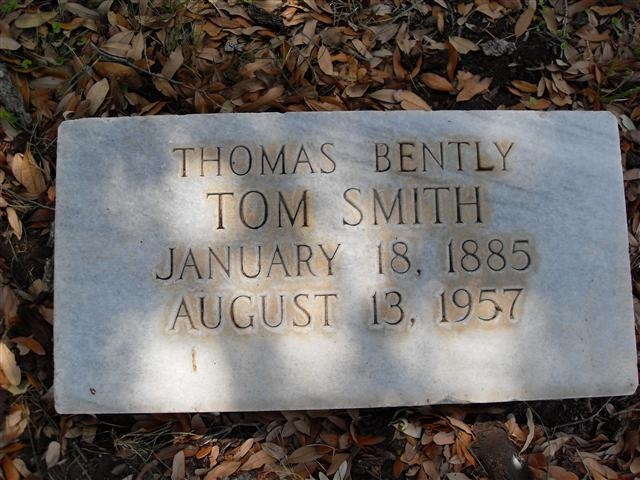 THOMAS BENTLY
TOM SMITH
JANUARY 18, 1885
AUGUST 13, 1957